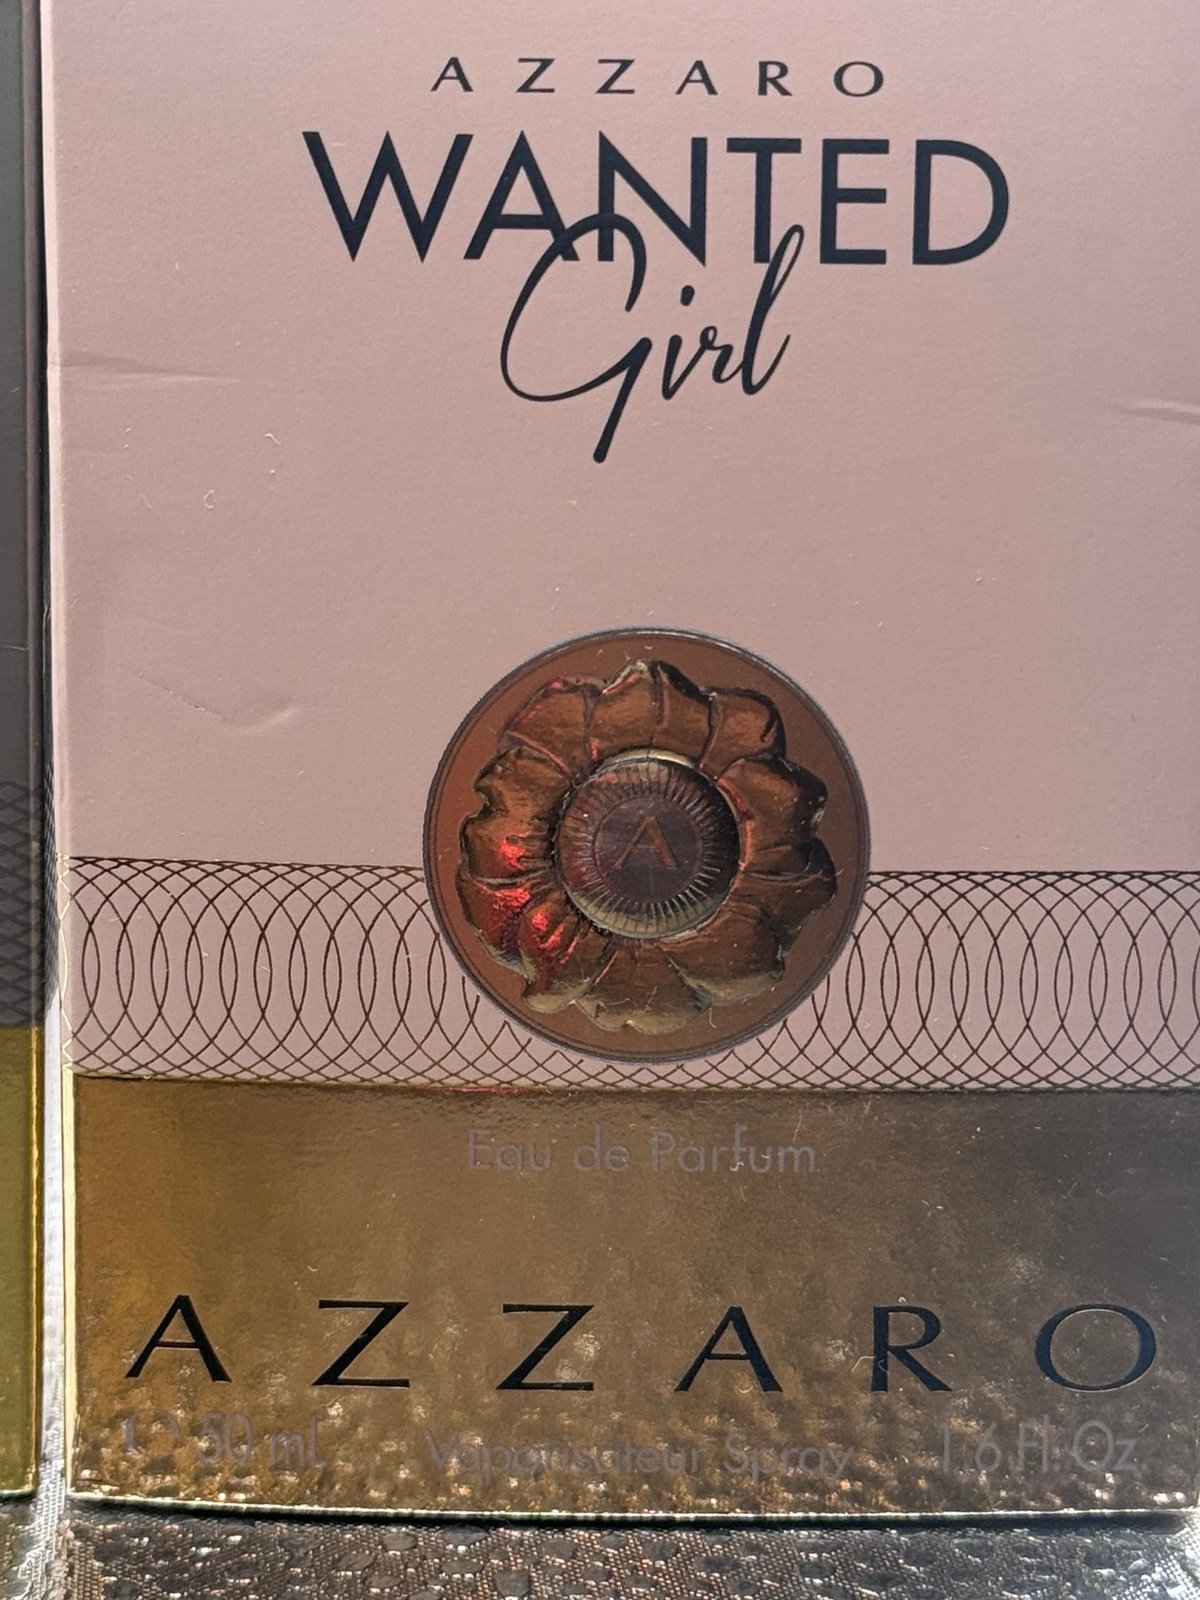 AZZARO
WANTED
Girl
A
Eau de Parfum
AZZARO
50 ml Vaporisateur Spray 1.6 Fl. Oz.